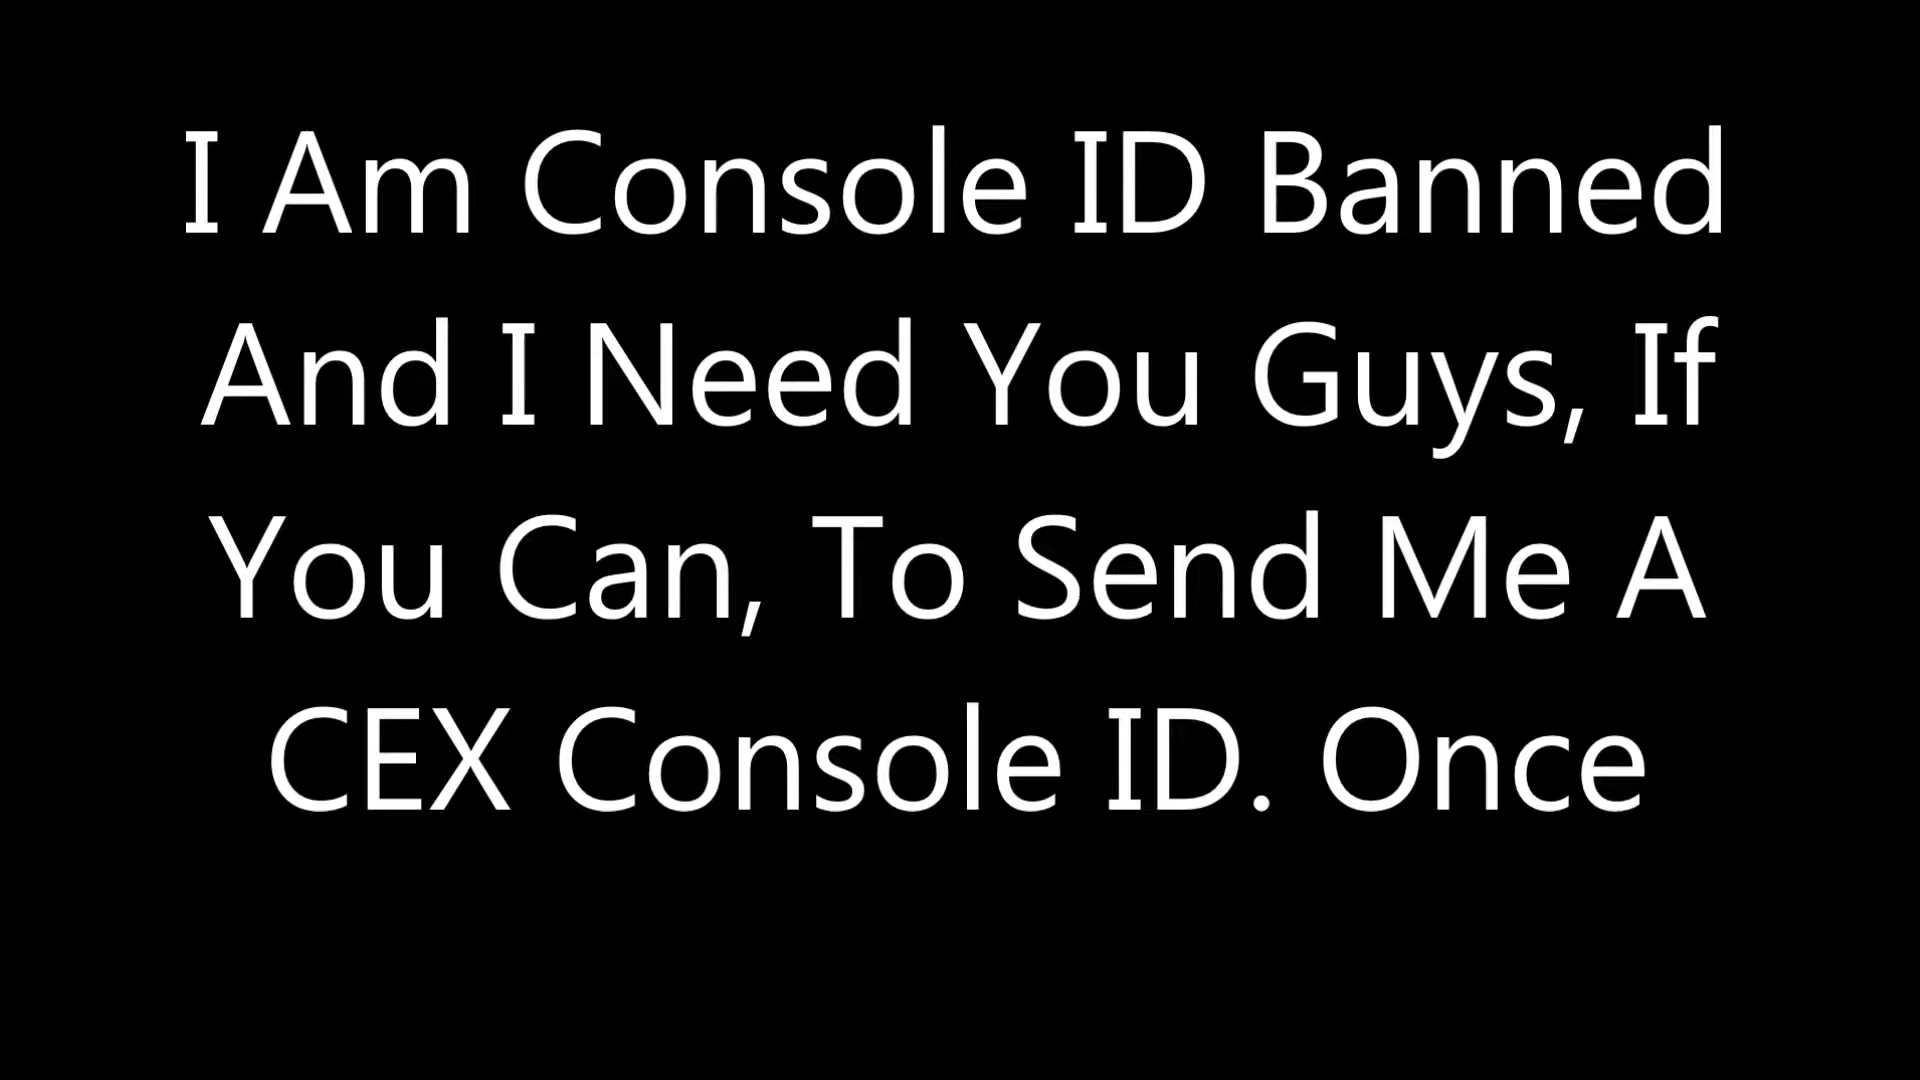 I Am Console ID Banned
And I Need You Guys, If
You Can, To Send Me A
CEX Console ID. Once